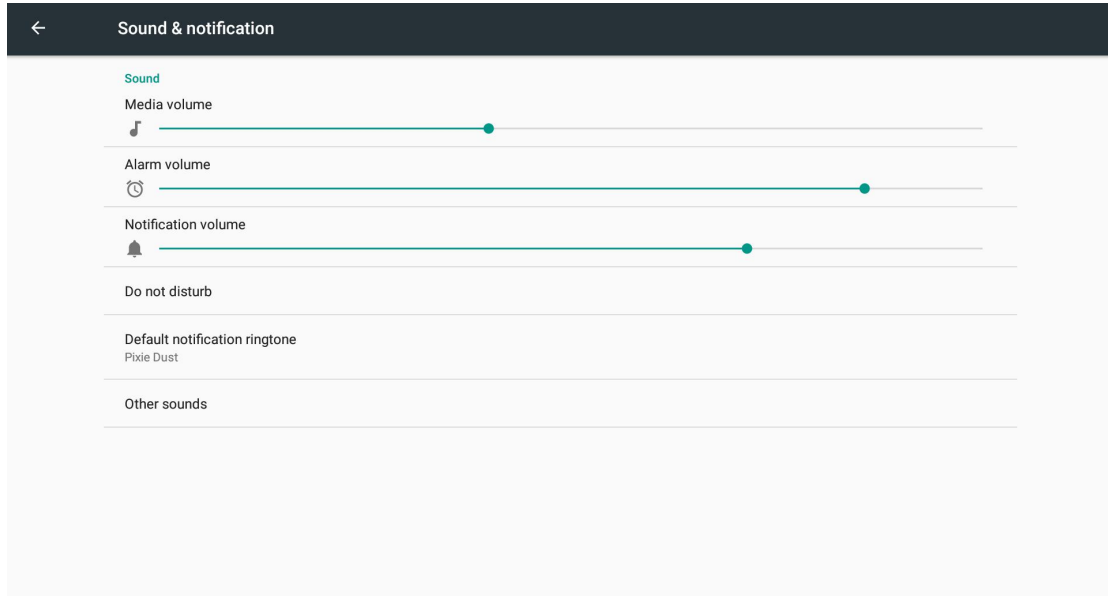 Sound & notification
Sound
Media volume
Alarm volume
Notification volume
Do not disturb
Default notification ringtone
Pixie Dust
Other sounds